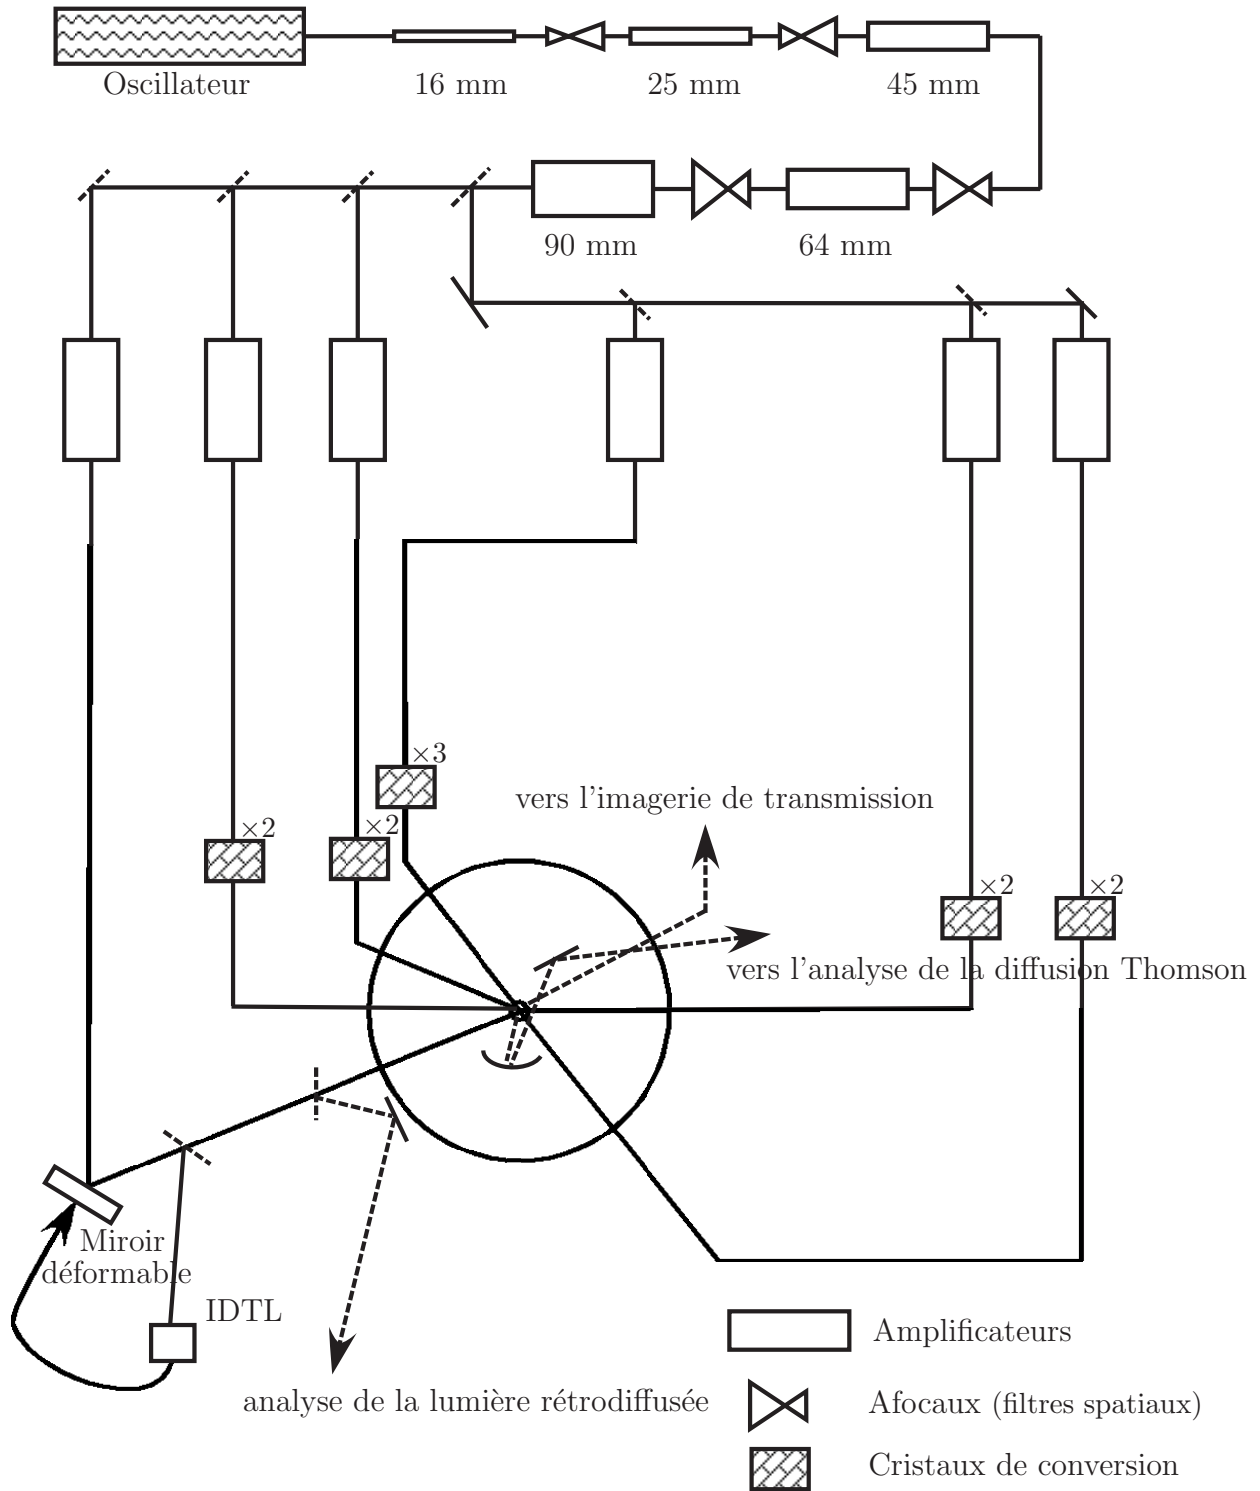 Oscillateur
16 mm
25 mm
45 mm
90 mm
64 mm
×3
×2
×2
vers l'imagerie de transmission
×2
×2
vers l'analyse de la diffusion Thomson
Miroir
déformable
IDTL
analyse de la lumière rétrodiffusée
Amplificateurs
Afocaux (filtres spatiaux)
Cristaux de conversion